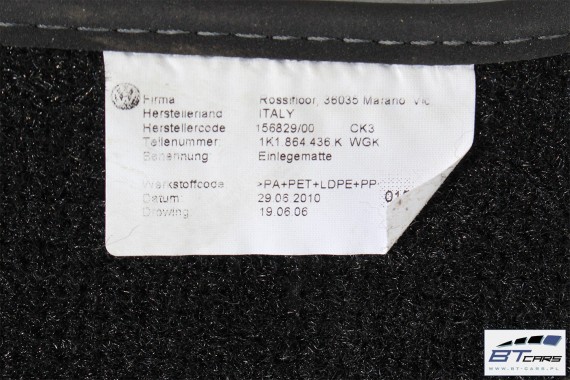 Firma Rossifloor, 36035 Marano Vic
Herstellerland ITALY
Herstellercode 156829/00 CK3
Teilenummer: 1K1.864 436 K WGK
Benennung Einlegematte
Werkstoffcode >PA+PET+LDPE+PP
Datum 29.06.2010
Drowing 19.06.06
BTCARS
WWW.BT-CARS.PL